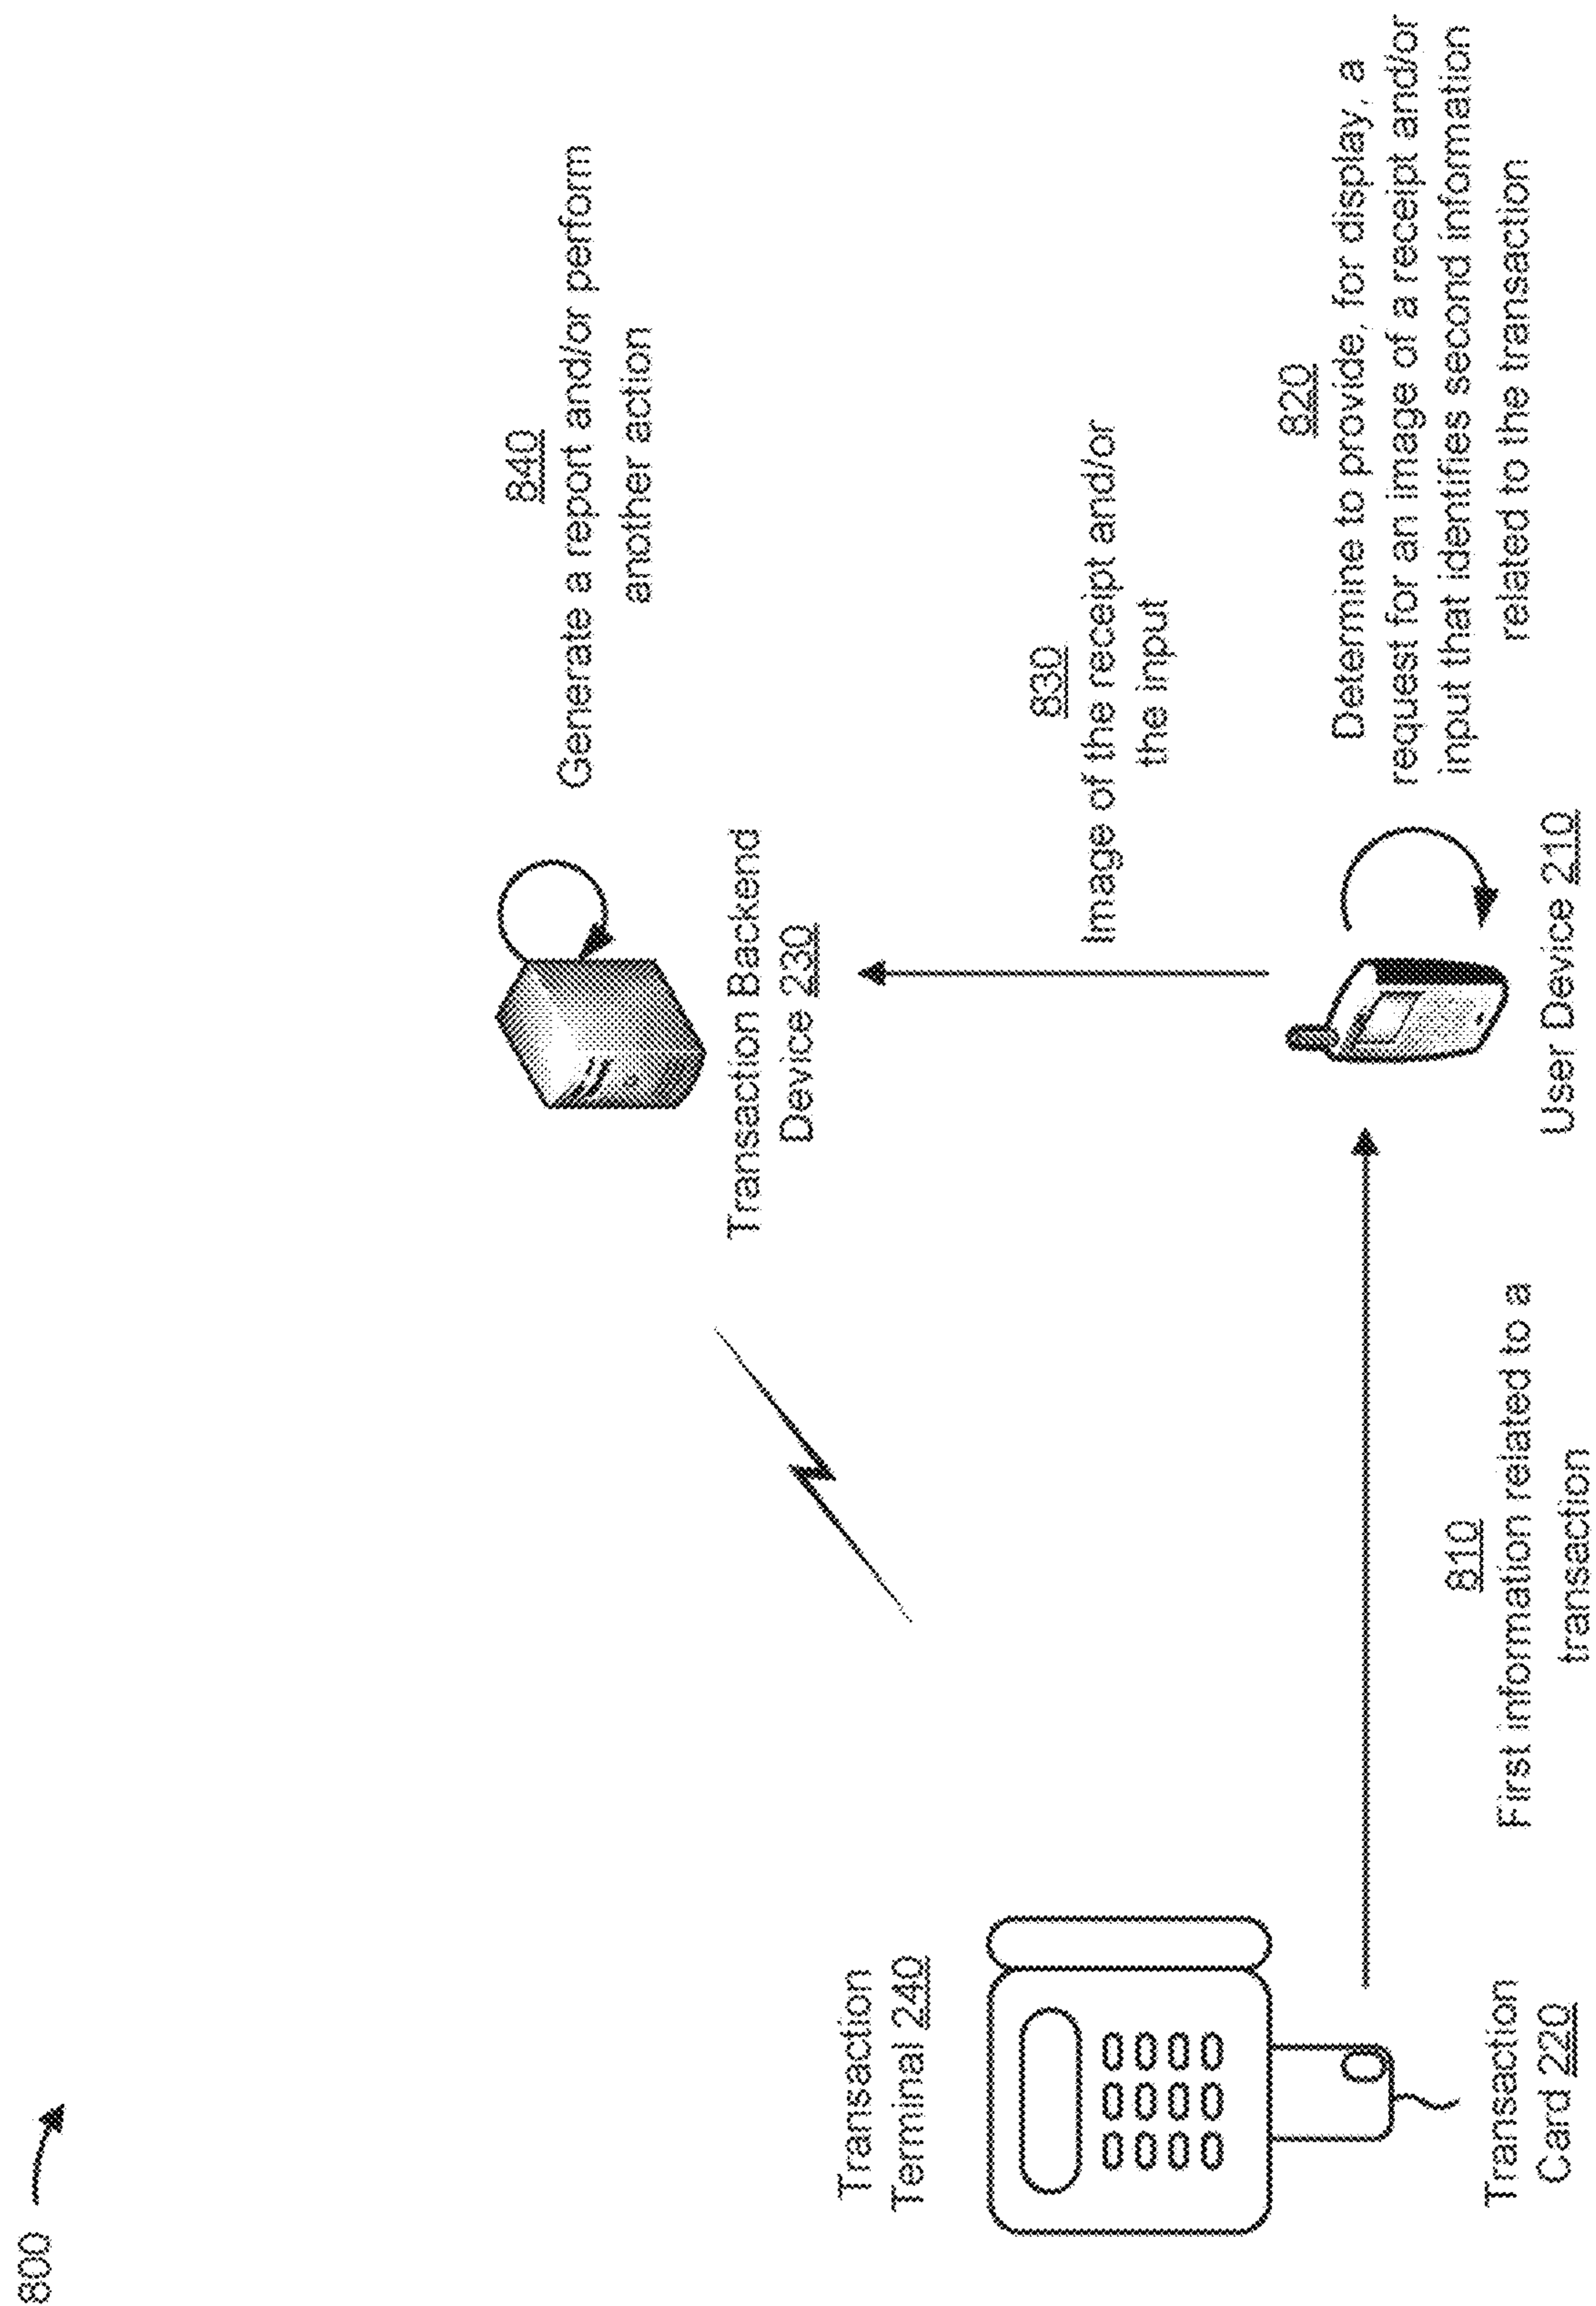 800
840
Generate a report and/or perform
another action
Transaction Backend
Device 230
830
Image of the receipt and/or
the input
820
Determine to provide, for display, a
request for an image of a receipt and/or
input that identifies second information
related to the transaction
User Device 210
Transaction
Terminal 240
810
First information related to a
transaction
Transaction
Card 220